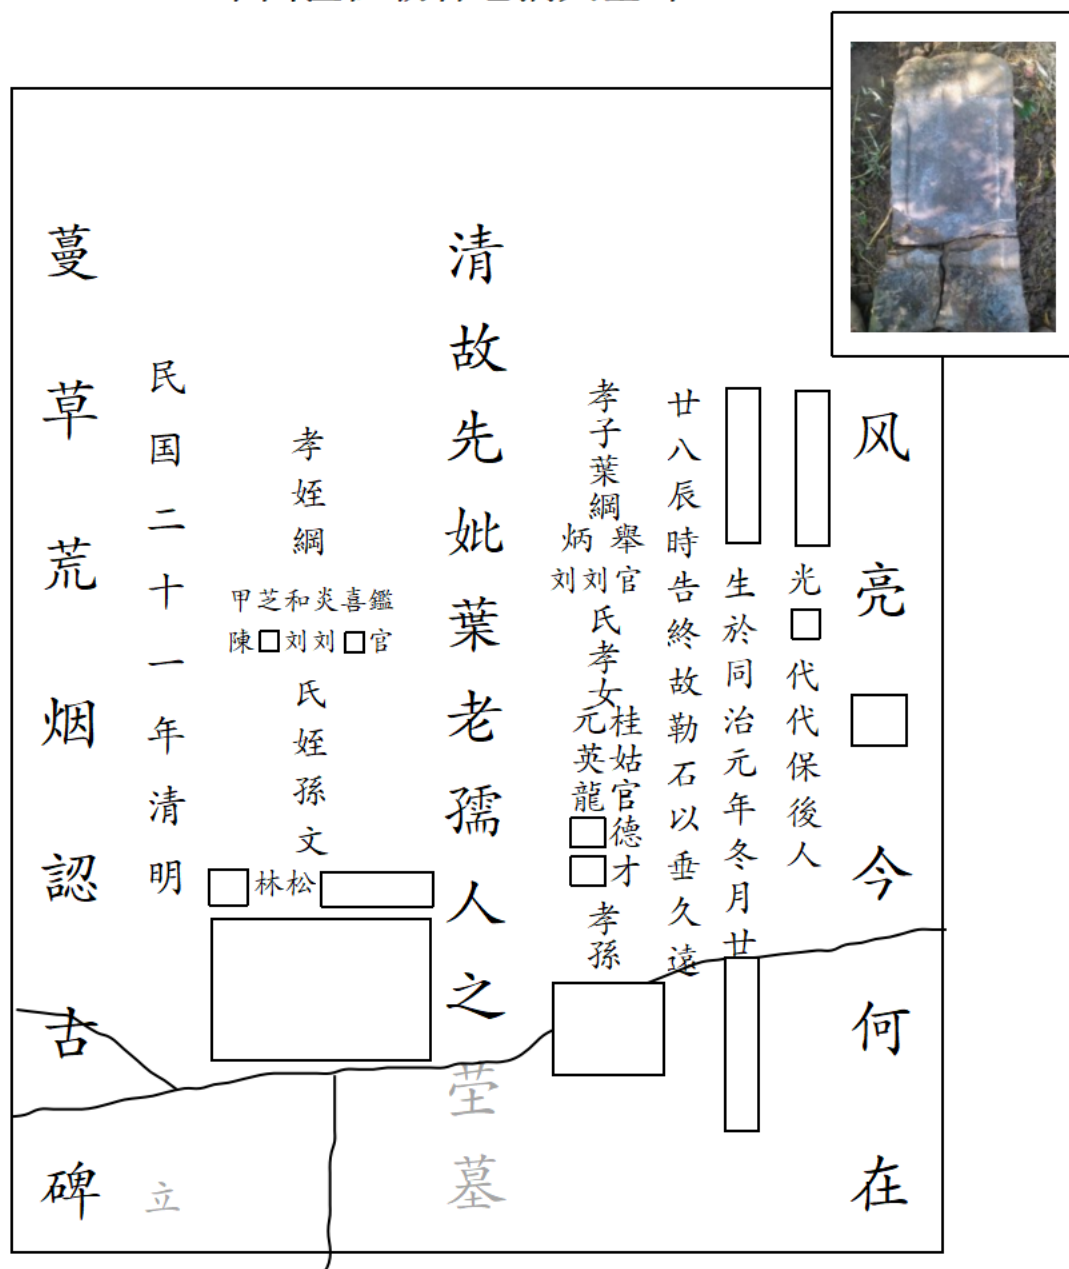 风亮□今何在
光□代代保後人
生於同治元年冬月廿
廿八辰時告終故勒石以垂久遠
孝子葉綱
舉炳
官刘刘
氏孝女
桂姑官德才
元英龍□□
孝孫
清故先妣葉老孺人之茔墓
孝姪綱
鑑喜炎和芝甲
官□刘刘□陳
氏姪孫文
松林□
民国二十一年清明立
蔓草荒烟認古碑